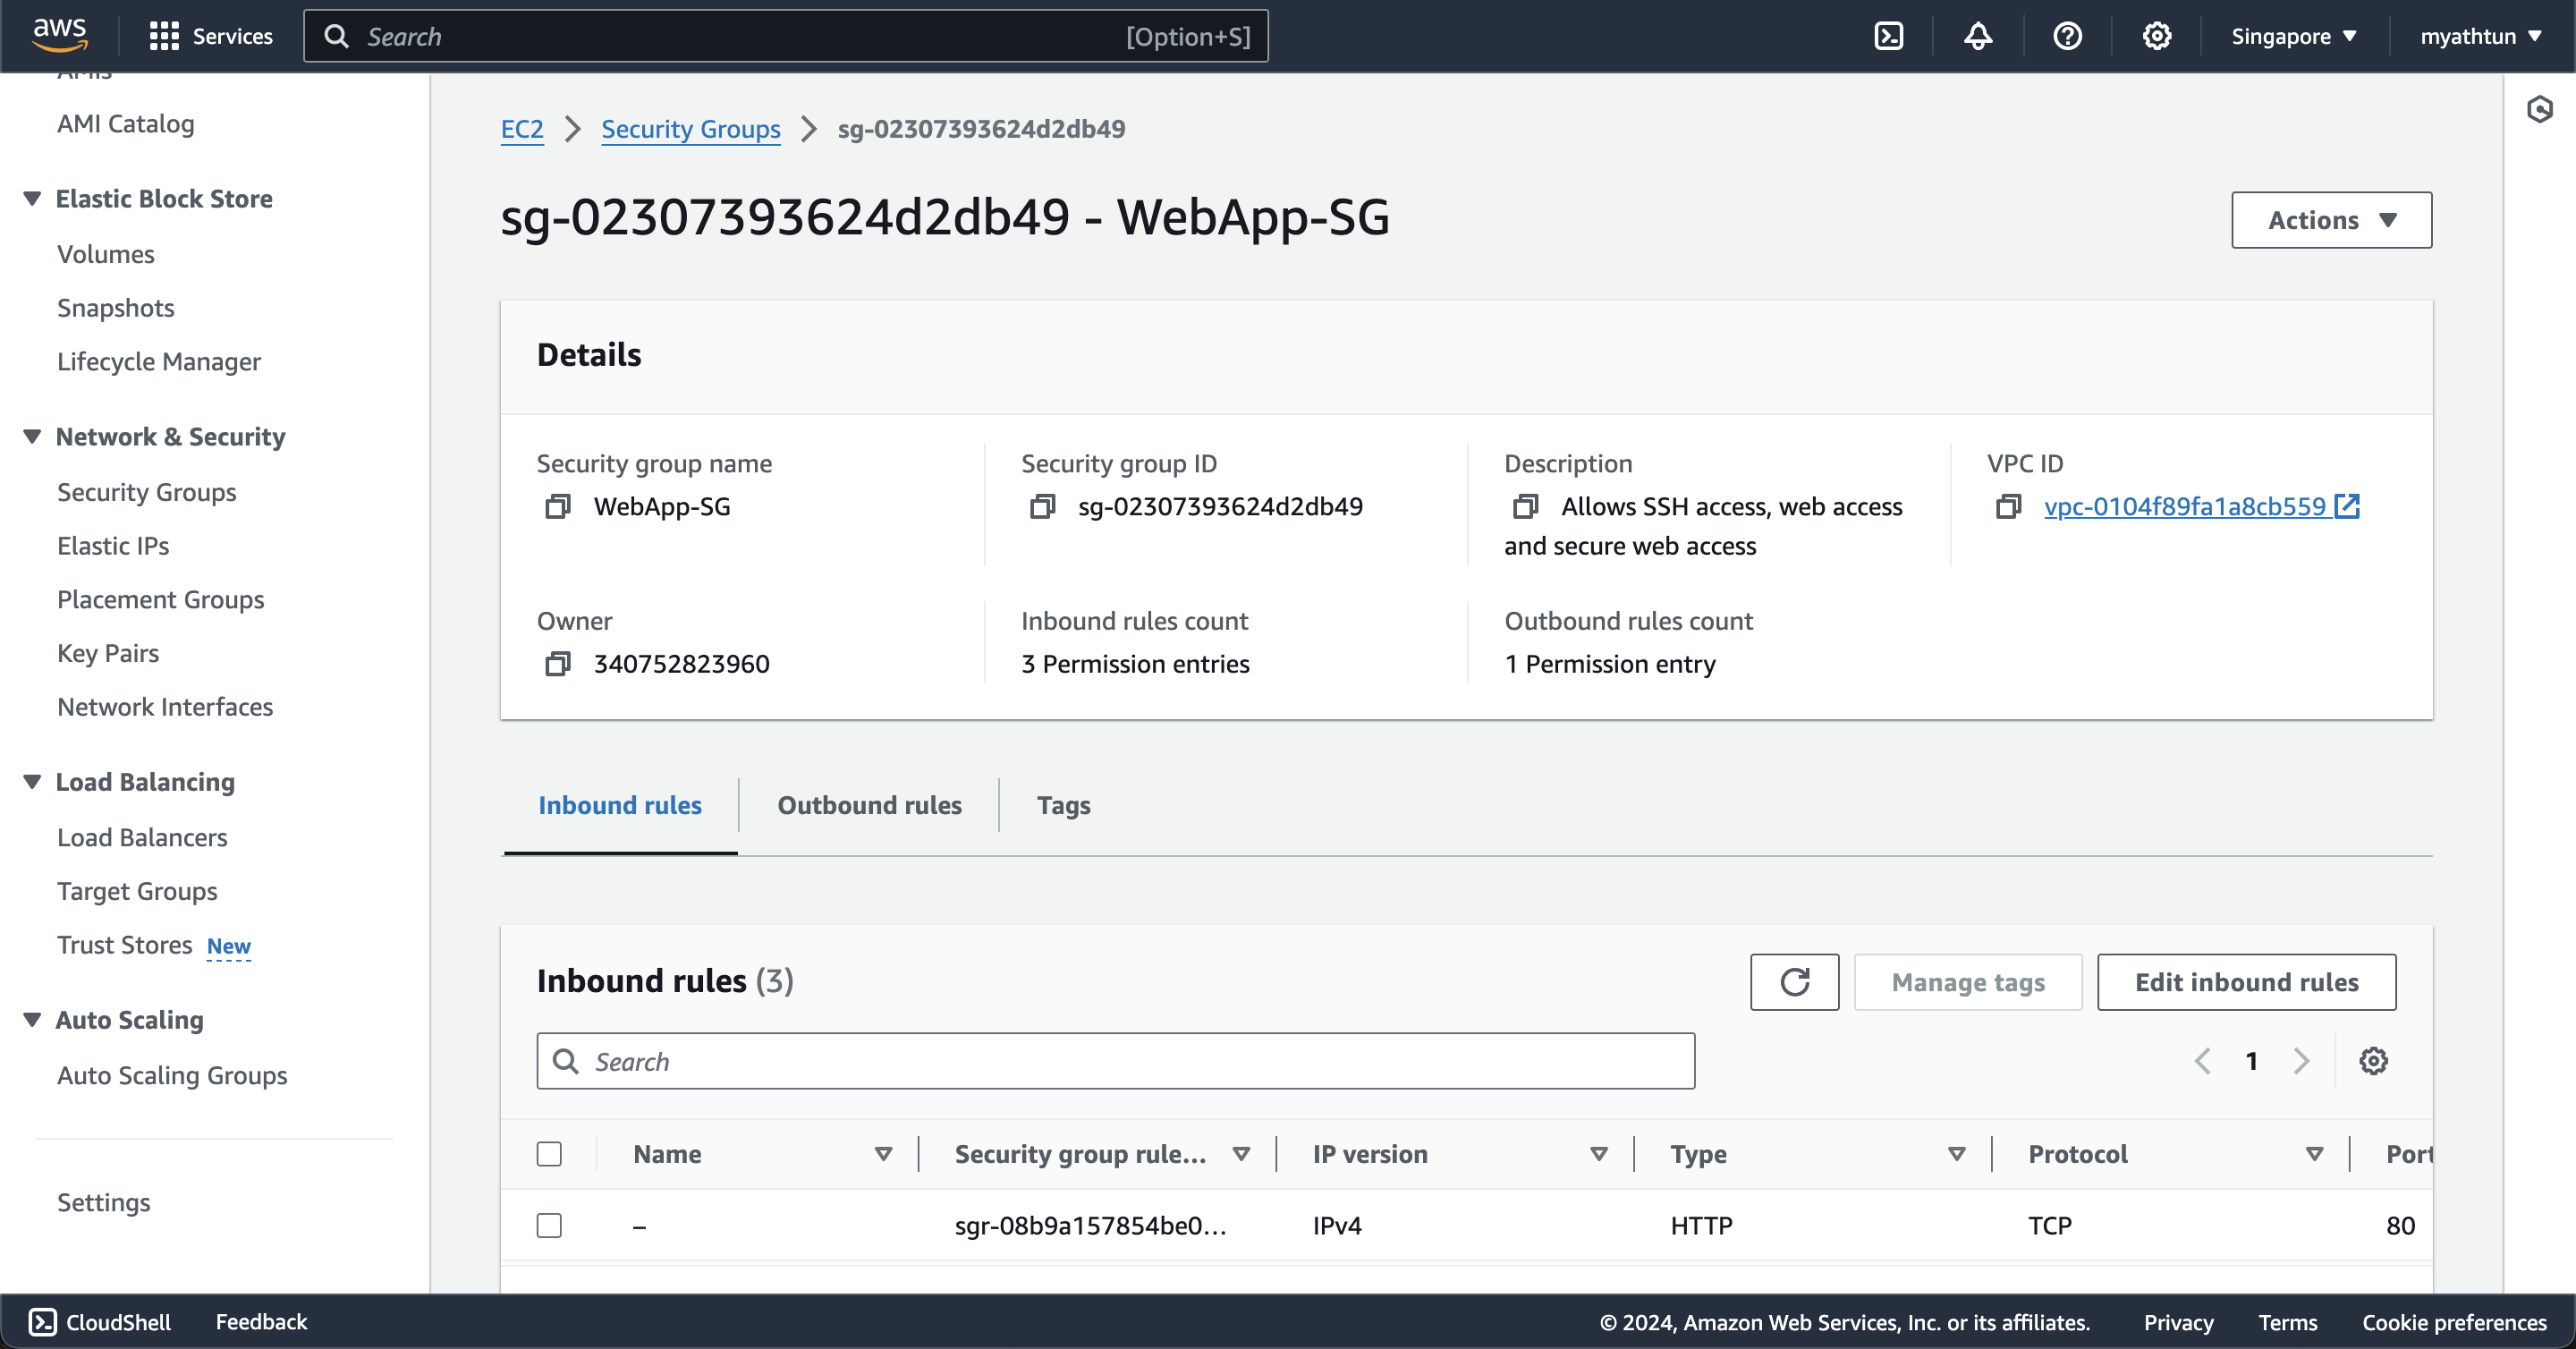 aws
Services
Search
[Option+S]
Singapore
myathtun
AMIs
AMI Catalog
Elastic Block Store
Volumes
Snapshots
Lifecycle Manager
Network & Security
Security Groups
Elastic IPs
Placement Groups
Key Pairs
Network Interfaces
Load Balancing
Load Balancers
Target Groups
Trust Stores New
Auto Scaling
Auto Scaling Groups
Settings
EC2 Security Groups sg-02307393624d2db49
sg-02307393624d2db49 - WebApp-SG
Actions
Details
Security group name
WebApp-SG
Security group ID
sg-02307393624d2db49
Description
Allows SSH access, web access
and secure web access
VPC ID
vpc-0104f89fa1a8cb559
Owner
340752823960
Inbound rules count
3 Permission entries
Outbound rules count
1 Permission entry
Inbound rules
Outbound rules
Tags
Inbound rules (3)
Manage tags
Edit inbound rules
Search
1
Name Security group rule... IP version Type Protocol Port
– sgr-08b9a157854be0... IPv4 HTTP TCP 80
CloudShell
Feedback
© 2024, Amazon Web Services, Inc. or its affiliates.
Privacy
Terms
Cookie preferences